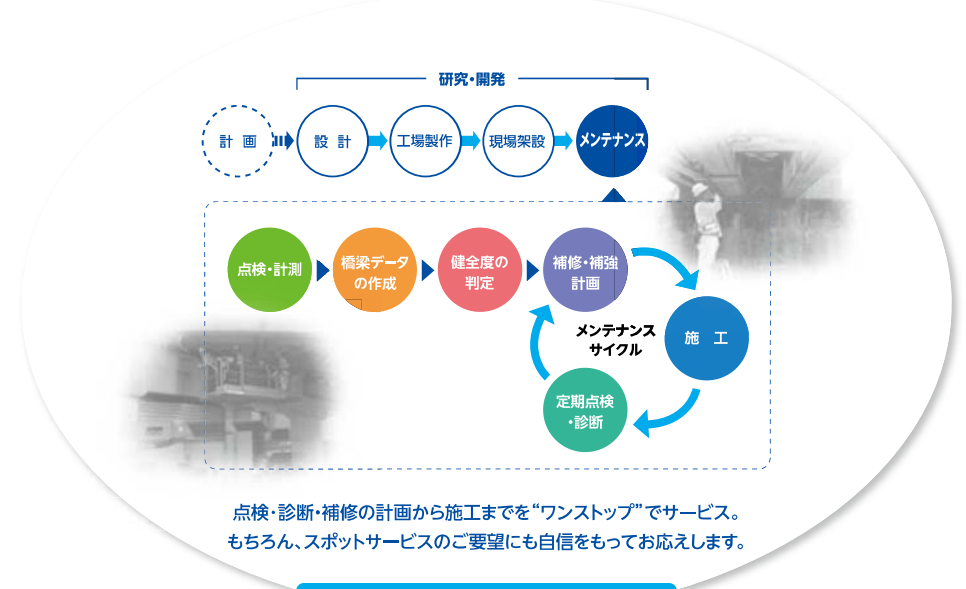 研究・開発
計 画
設 計
工場製作
現場架設
メンテナンス
点検・計測
橋梁データ
の作成
健全度の
判定
補修・補強
計画
メンテナンス
サイクル
施 工
定期点検
・診断
点検・診断・補修の計画から施工までを“ワンストップ”でサービス。
もちろん、スポットサービスのご要望にも自信をもってお応えします。